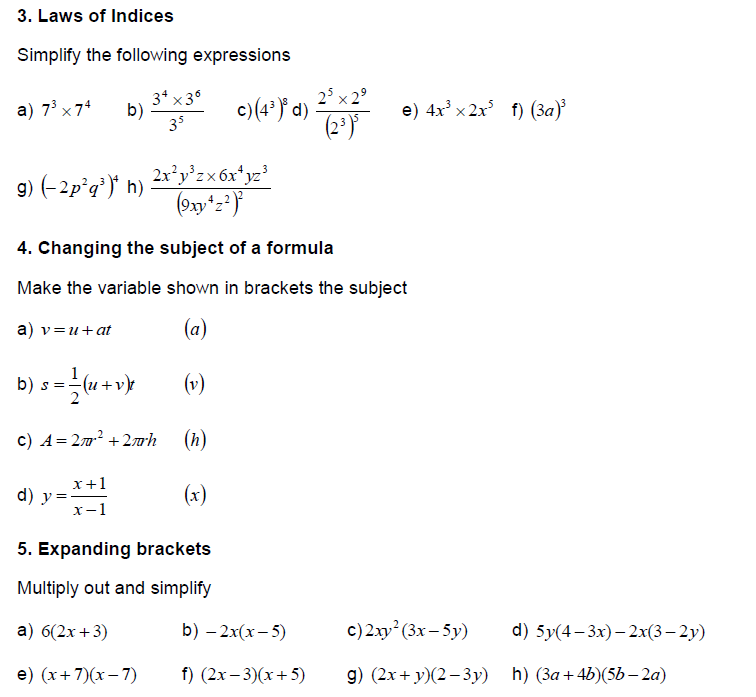 3. Laws of Indices
Simplify the following expressions
a) 7³ × 7⁴ b) (3⁴ × 3⁶)/3⁵ c) (4³)⁸ d) (2⁵ × 2⁹)/(2³)⁵ e) 4x³ × 2x⁵ f) (3a)³
g) (−2p²q³)⁴ h) (2x²y³z × 6x⁴yz³)/(9xy⁴z²)²
4. Changing the subject of a formula
Make the variable shown in brackets the subject
a) v = u + at (a)
b) s = 1/2(u + v)t (v)
c) A = 2πr² + 2πrh (h)
d) y = (x + 1)/(x − 1) (x)
5. Expanding brackets
Multiply out and simplify
a) 6(2x + 3) b) − 2x(x − 5) c) 2xy²(3x − 5y) d) 5y(4 − 3x) − 2x(3 − 2y)
e) (x + 7)(x − 7) f) (2x − 3)(x + 5) g) (2x + y)(2 − 3y) h) (3a + 4b)(5b − 2a)